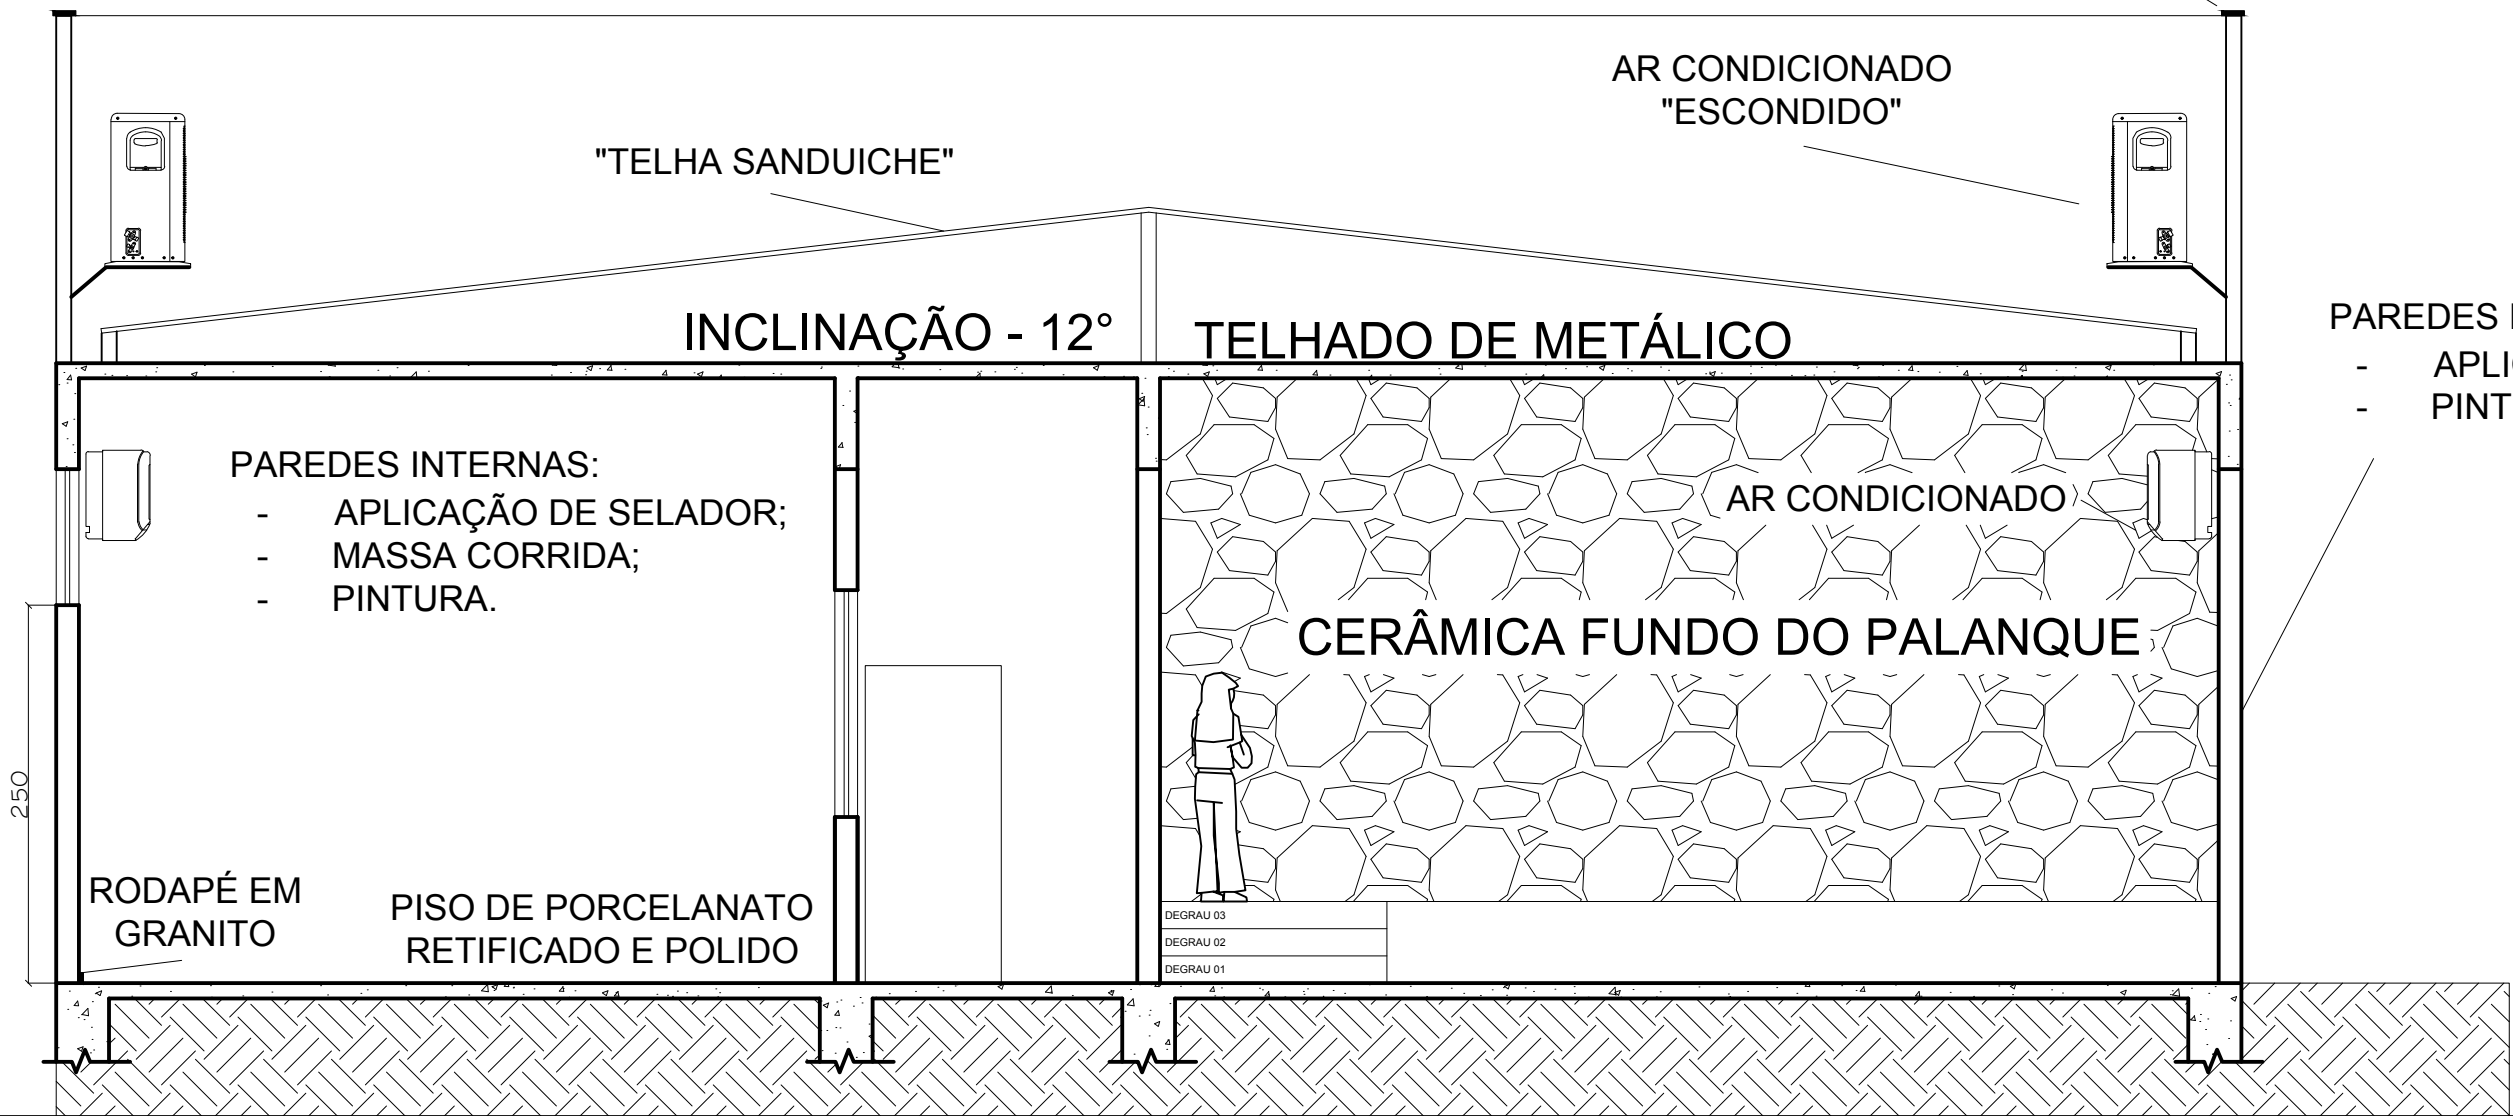 AR CONDICIONADO
"ESCONDIDO"
"TELHA SANDUICHE"
INCLINAÇÃO - 12°
TELHADO DE METÁLICO
PAREDES
-
-
PAREDES INTERNAS:
- APLICAÇÃO DE SELADOR;
- MASSA CORRIDA;
- PINTURA.
AR CONDICIONADO
CERÂMICA FUNDO DO PALANQUE
250
RODAPÉ EM
GRANITO
PISO DE PORCELANATO
RETIFICADO E POLIDO
DEGRAU 03
DEGRAU 02
DEGRAU 01